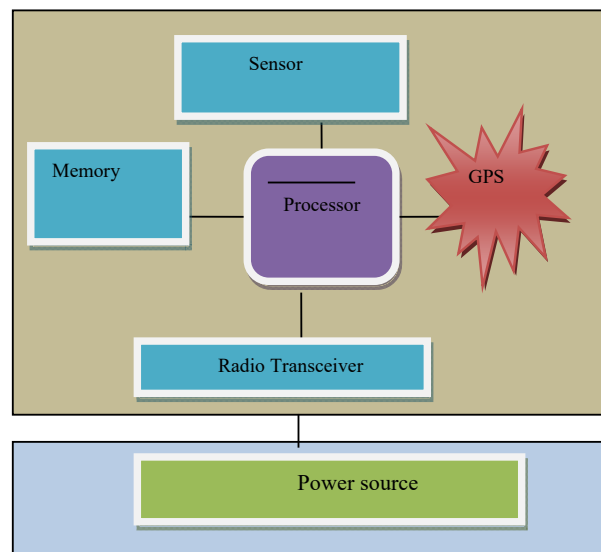 Sensor
Memory
GPS
Processor
Radio Transceiver
Power source